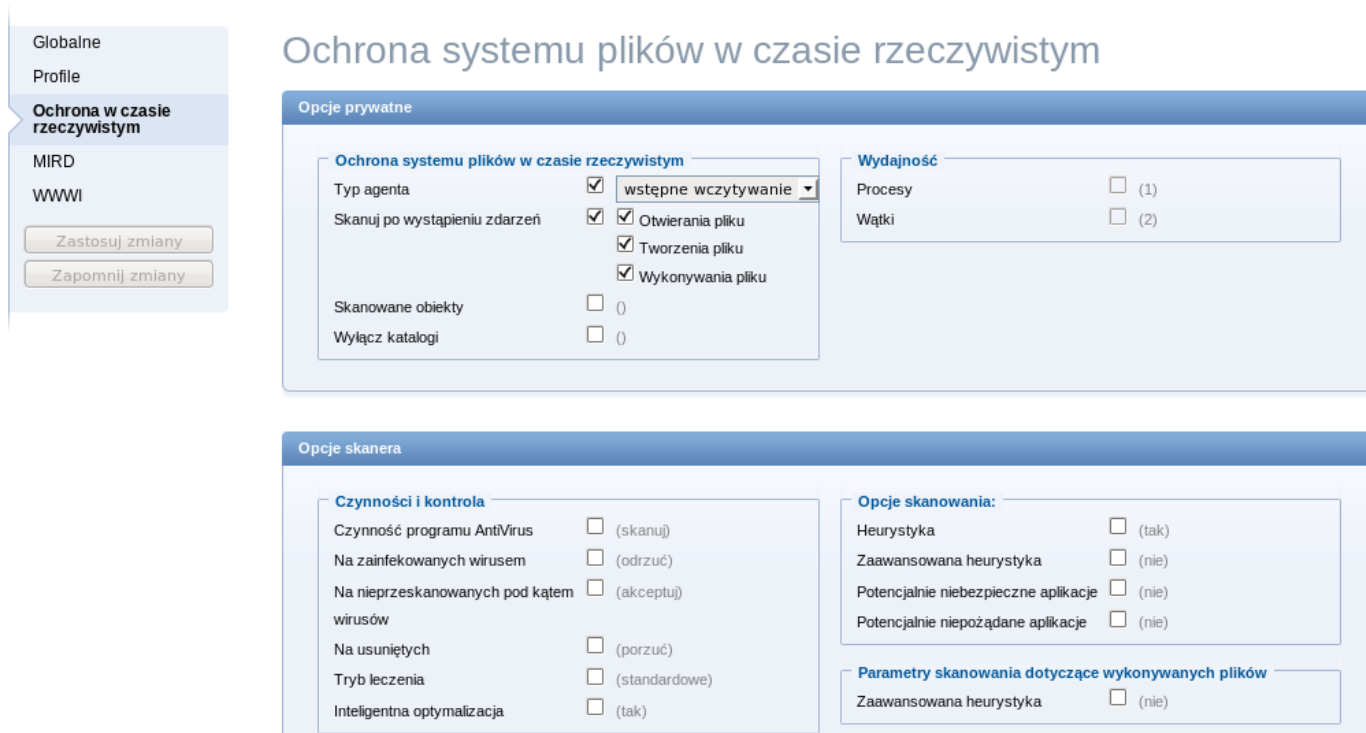 Globalne
Profile
Ochrona w czasie
rzeczywistym
MIRD
WWWI
Zastosuj zmiany
Zapomnij zmiany
Ochrona systemu plików w czasie rzeczywistym
Opcje prywatne
Ochrona systemu plików w czasie rzeczywistym
Typ agenta wstępne wczytywanie
Skanuj po wystąpieniu zdarzeń Otwierania pliku
Tworzenia pliku
Wykonywania pliku
Skanowane obiekty ()
Wyłącz katalogi ()
Wydajność
Procesy (1)
Wątki (2)
Opcje skanera
Czynności i kontrola
Czynność programu AntiVirus (skanuj)
Na zainfekowanych wirusem (odrzuć)
Na nieprzeskanowanych pod kątem (akceptuj)
wirusów
Na usuniętych (porzuć)
Tryb leczenia (standardowe)
Inteligentna optymalizacja (tak)
Opcje skanowania:
Heurystyka (tak)
Zaawansowana heurystyka (nie)
Potencjalnie niebezpieczne aplikacje (nie)
Potencjalnie niepożądane aplikacje (nie)
Parametry skanowania dotyczące wykonywanych plików
Zaawansowana heurystyka (nie)